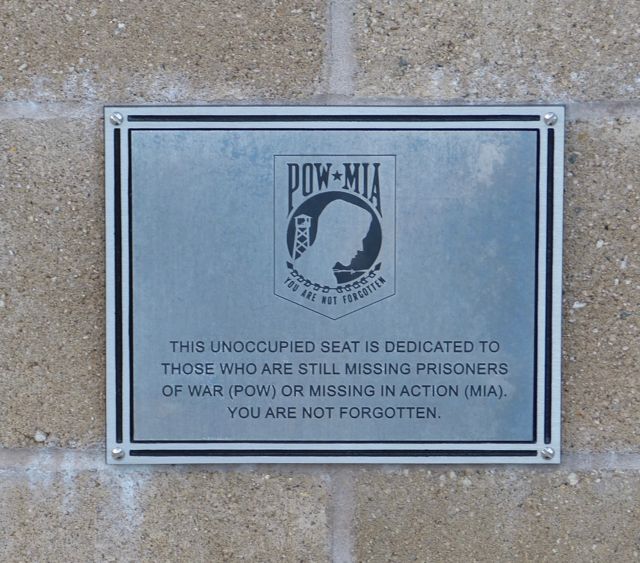 POW★MIA
YOU ARE NOT FORGOTTEN
THIS UNOCCUPIED SEAT IS DEDICATED TO
THOSE WHO ARE STILL MISSING PRISONERS
OF WAR (POW) OR MISSING IN ACTION (MIA).
YOU ARE NOT FORGOTTEN.